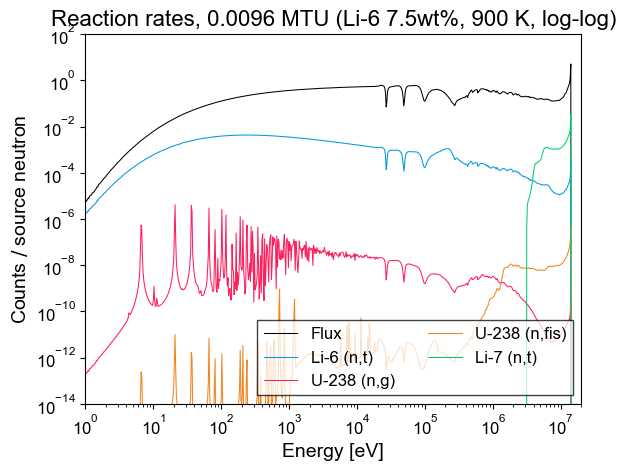 Reaction rates, 0.0096 MTU (Li-6 7.5wt%, 900 K, log-log)
Counts / source neutron
10^2
10^0
10^−2
10^−4
10^−6
10^−8
10^−10
10^−12
10^−14
Flux
Li-6 (n,t)
U-238 (n,g)
U-238 (n,fis)
Li-7 (n,t)
10^0 10^1 10^2 10^3 10^4 10^5 10^6 10^7
Energy [eV]